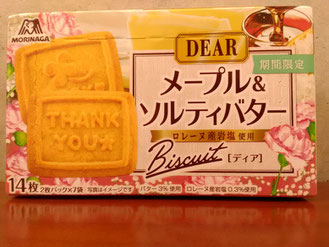 MORINAGA
DEAR
期間限定
メープル&
ソルティバター
ロレーヌ産岩塩使用
Biscuit
[ディア]
THANK
YOU
14枚
2枚パック×7袋
写真はイメージです
バター3%使用
ロレーヌ産岩塩0.3%使用